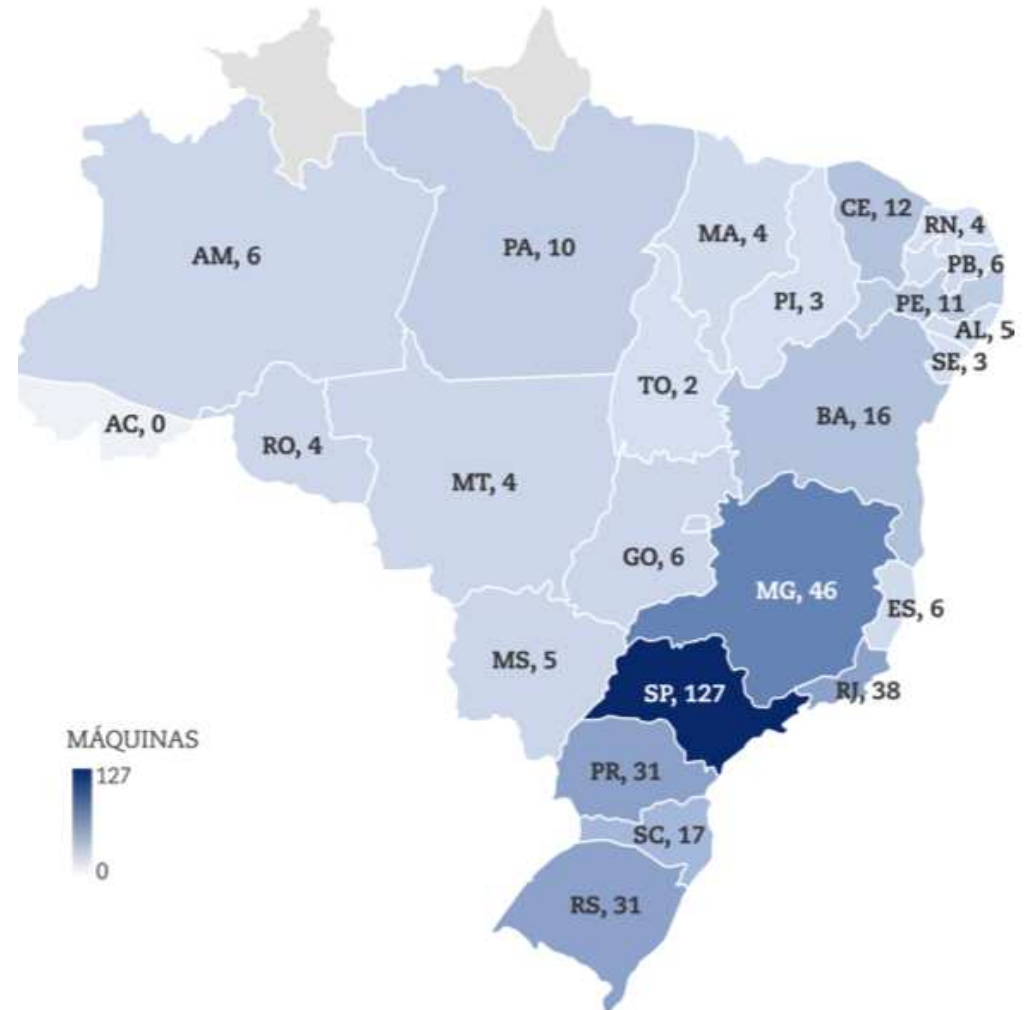 CE, 12
RN, 4
MA, 4
PA, 10
AM, 6
PB, 6
PI, 3
PE, 11
AL, 5
SE, 3
TO, 2
BA, 16
AC, 0
RO, 4
MT, 4
GO, 6
MG, 46
ES, 6
MS, 5
SP, 127
RJ, 38
MÁQUINAS
127
0
PR, 31
SC, 17
RS, 31